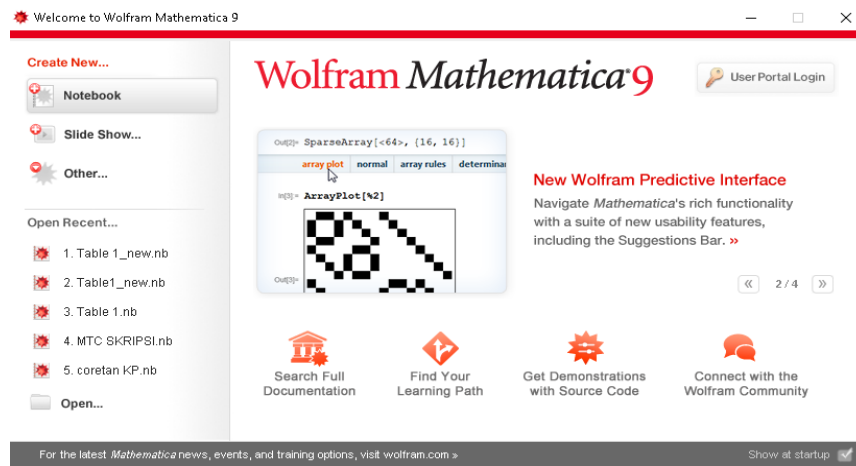 Welcome to Wolfram Mathematica 9
Create New...
Notebook
Slide Show...
Other...
Open Recent...
1. Table 1_new.nb
2. Table1_new.nb
3. Table 1.nb
4. MTC SKRIPSI.nb
5. coretan KP.nb
Open...
Wolfram Mathematica 9
User Portal Login
Out[2]= SparseArray[<64>, {16, 16}]
array plot normal array rules
In[3]:= ArrayPlot[%2]
Out[3]=
New Wolfram Predictive Interface
Navigate Mathematica's rich functionality
with a suite of new usability features,
including the Suggestions Bar. »
« 2 / 4 »
Search Full
Documentation
Find Your
Learning Path
Get Demonstrations
with Source Code
Connect with the
Wolfram Community
For the latest Mathematica news, events, and training options, visit wolfram.com »
Show at startup